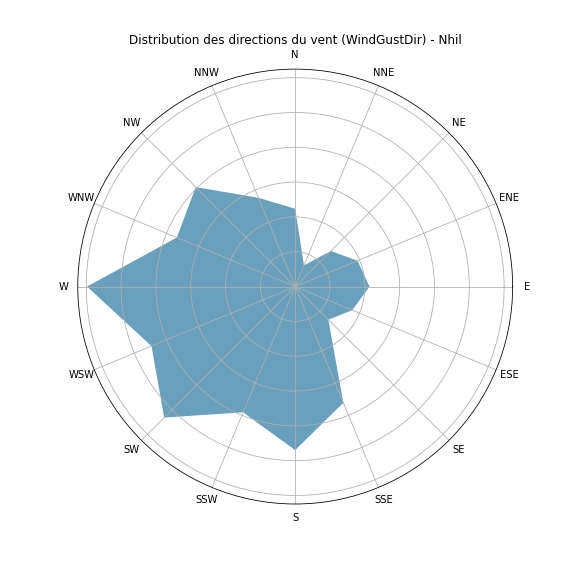 Distribution des directions du vent (WindGustDir) - Nhil
N
NNW
NNE
NW
NE
WNW
ENE
W
E
WSW
ESE
SW
SE
SSW
SSE
S